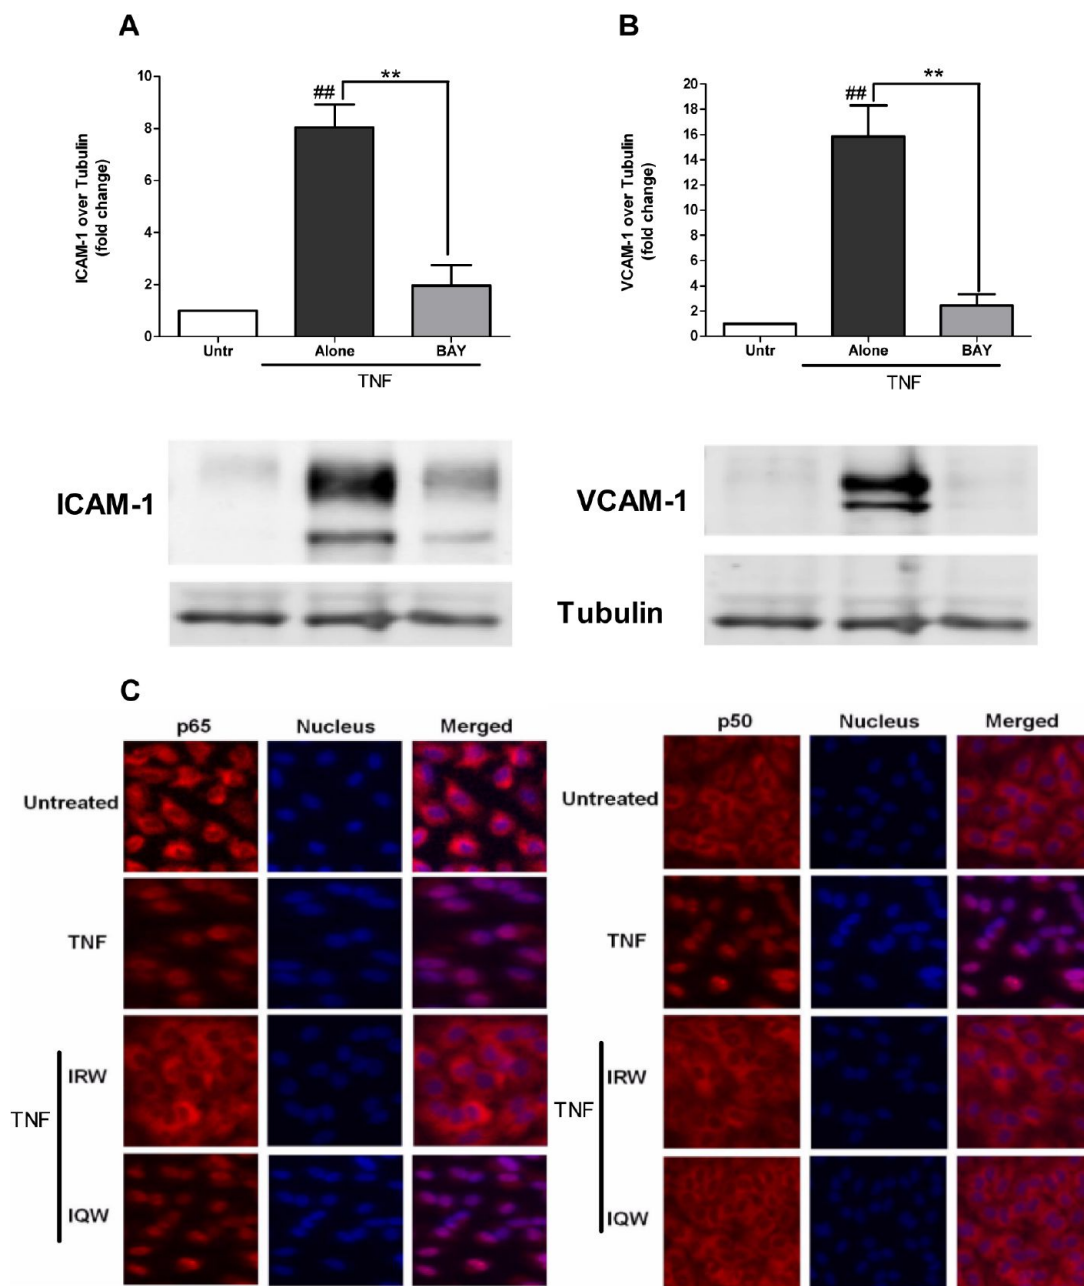 A
10
8
6
4
2
0
ICAM-1 over Tubulin
(fold change)
##
**
Untr
Alone
BAY
TNF
B
20
18
16
14
12
10
8
6
4
2
0
VCAM-1 over Tubulin
(fold change)
##
**
Untr
Alone
BAY
TNF
ICAM-1
VCAM-1
Tubulin
C
p65 Nucleus Merged
Untreated
TNF
IRW
TNF
IQW
p50 Nucleus Merged
Untreated
TNF
IRW
TNF
IQW